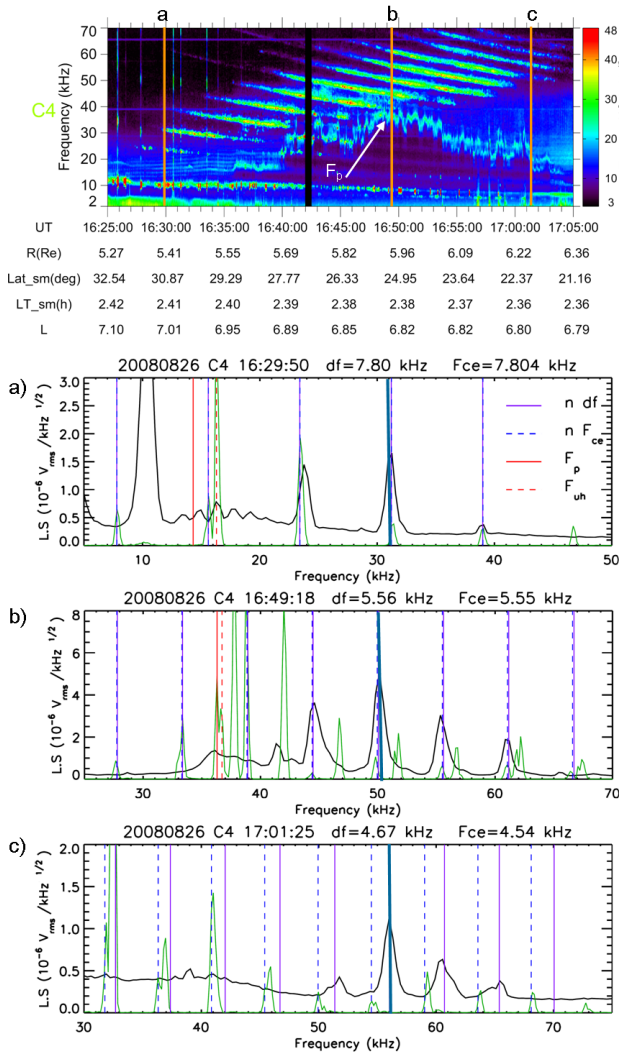 a b c
70
60
50
40
30
20
10
2
Frequency (kHz)
C4
Fp
48
40
30
20
10
3
UT 16:25:00 16:30:00 16:35:00 16:40:00 16:45:00 16:50:00 16:55:00 17:00:00 17:05:00
R(Re) 5.27 5.41 5.55 5.69 5.82 5.96 6.09 6.22 6.36
Lat_sm(deg) 32.54 30.87 29.29 27.77 26.33 24.95 23.64 22.37 21.16
LT_sm(h) 2.42 2.41 2.40 2.39 2.38 2.38 2.37 2.36 2.36
L 7.10 7.01 6.95 6.89 6.85 6.82 6.82 6.80 6.79
a) 20080826 C4 16:29:50 df=7.80 kHz Fce=7.804 kHz
3.0
2.5
2.0
1.5
1.0
0.5
0.0
L.S (10⁻⁶ Vrms /kHz ^1/2)
n df
n Fce
Fp
Fuh
10 20 30 40 50
Frequency (kHz)
b) 20080826 C4 16:49:18 df=5.56 kHz Fce=5.55 kHz
8
6
4
2
0
L.S (10⁻⁶ Vrms /kHz ^1/2)
30 40 50 60 70
Frequency (kHz)
c) 20080826 C4 17:01:25 df=4.67 kHz Fce=4.54 kHz
2.0
1.5
1.0
0.5
0.0
L.S (10⁻⁶ Vrms /kHz ^1/2)
30 40 50 60 70
Frequency (kHz)